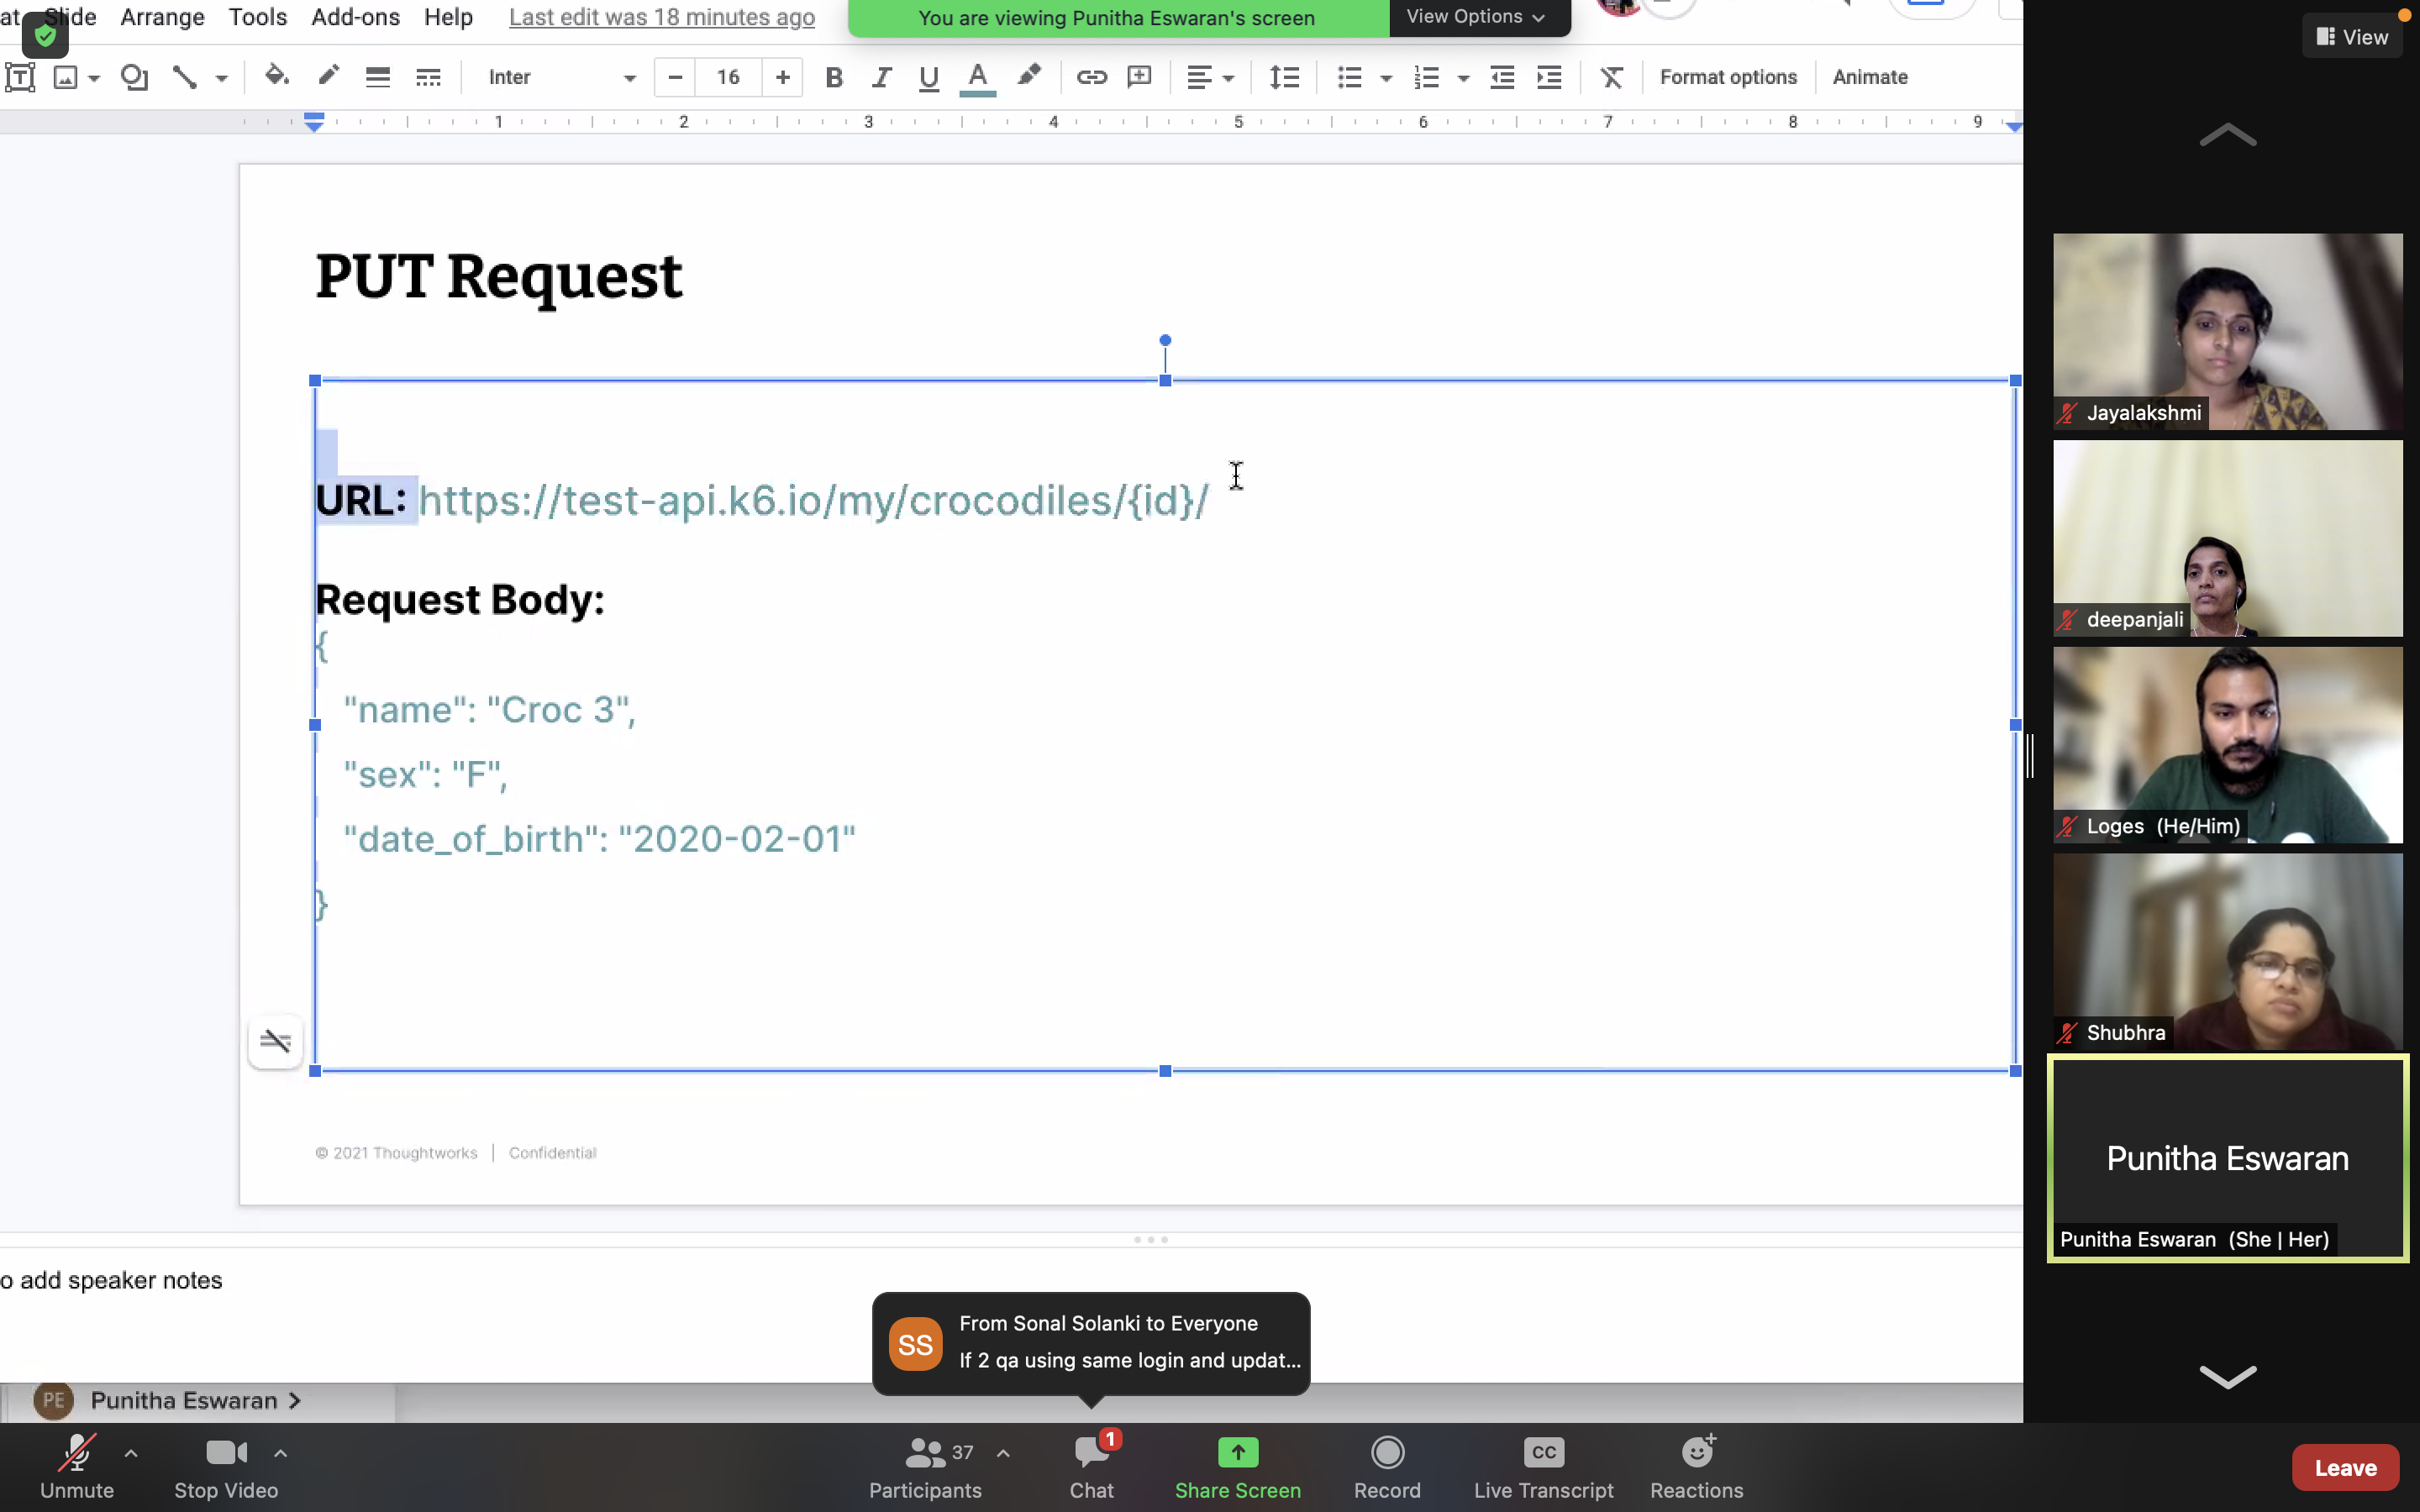 Slide Arrange Tools Add-ons Help Last edit was 18 minutes ago
You are viewing Punitha Eswaran's screen View Options
View
Inter 16 Format options Animate
1 2 3 4 5 6 7 8 9
PUT Request
URL: https://test-api.k6.io/my/crocodiles/{id}/
Request Body:
{
"name": "Croc 3",
"sex": "F",
"date_of_birth": "2020-02-01"
}
© 2021 Thoughtworks | Confidential
o add speaker notes
Jayalakshmi
deepanjali
Loges (He/Him)
Shubhra
Punitha Eswaran
Punitha Eswaran (She | Her)
SS
From Sonal Solanki to Everyone
If 2 qa using same login and updat...
PE Punitha Eswaran >
Unmute
Stop Video
37
Participants
1
Chat
Share Screen
Record
CC
Live Transcript
Reactions
Leave